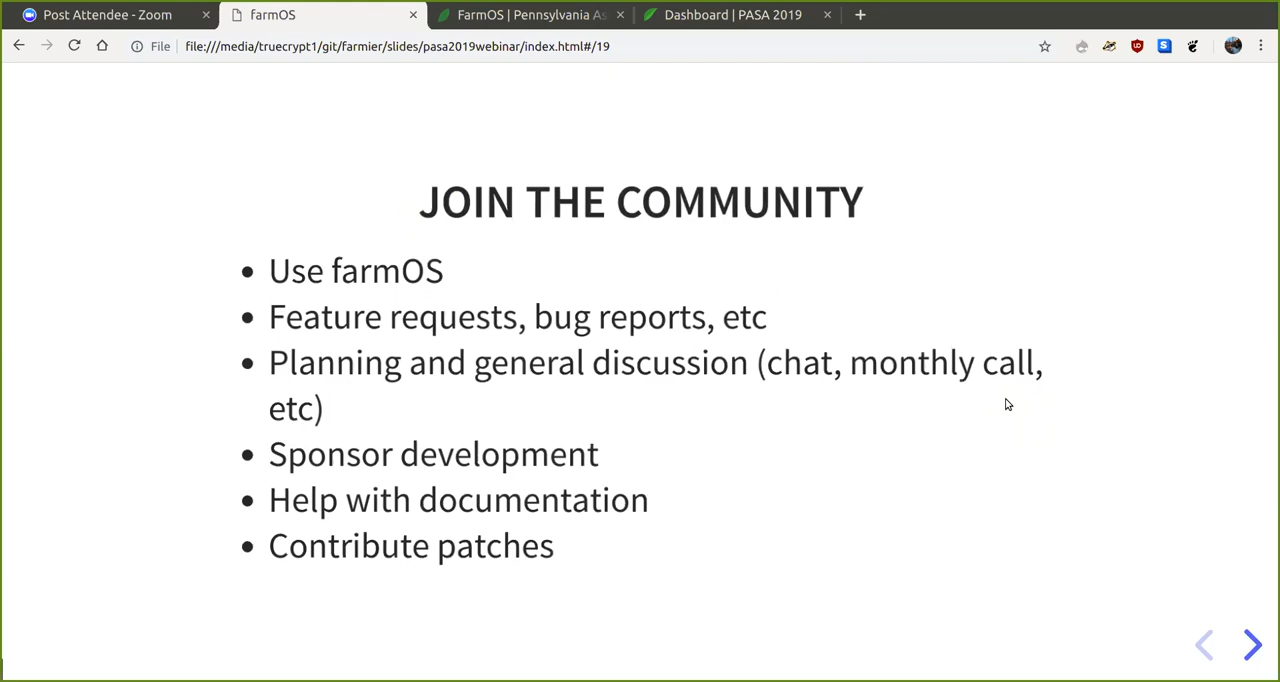 Post Attendee - Zoom
farmOS
FarmOS | Pennsylvania As
Dashboard | PASA 2019
File
file:///media/truecrypt1/git/farmier/slides/pasa2019webinar/index.html#/19
JOIN THE COMMUNITY
• Use farmOS
• Feature requests, bug reports, etc
• Planning and general discussion (chat, monthly call,
etc)
• Sponsor development
• Help with documentation
• Contribute patches